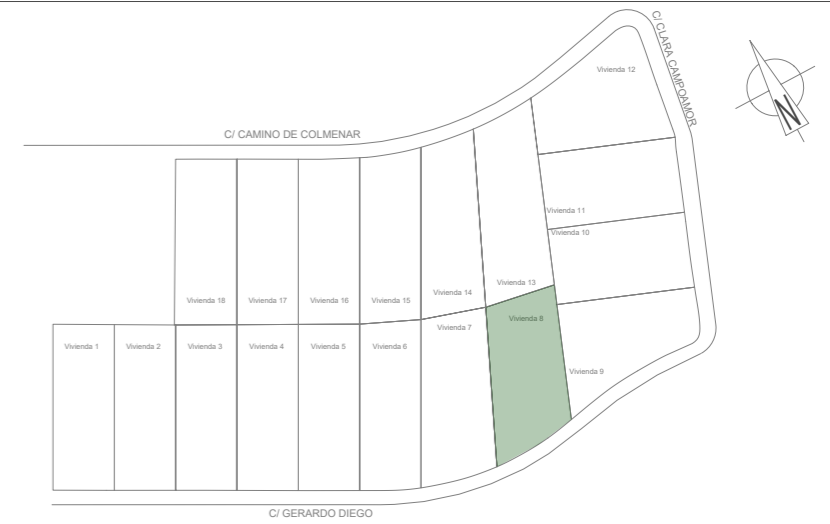 C/ CLARA CAMPOAMOR
Vivienda 12
N
C/ CAMINO DE COLMENAR
Vivienda 11
Vivienda 10
Vivienda 13
Vivienda 14
Vivienda 18
Vivienda 17
Vivienda 16
Vivienda 15
Vivienda 8
Vivienda 7
Vivienda 1
Vivienda 2
Vivienda 3
Vivienda 4
Vivienda 5
Vivienda 6
Vivienda 9
C/ GERARDO DIEGO